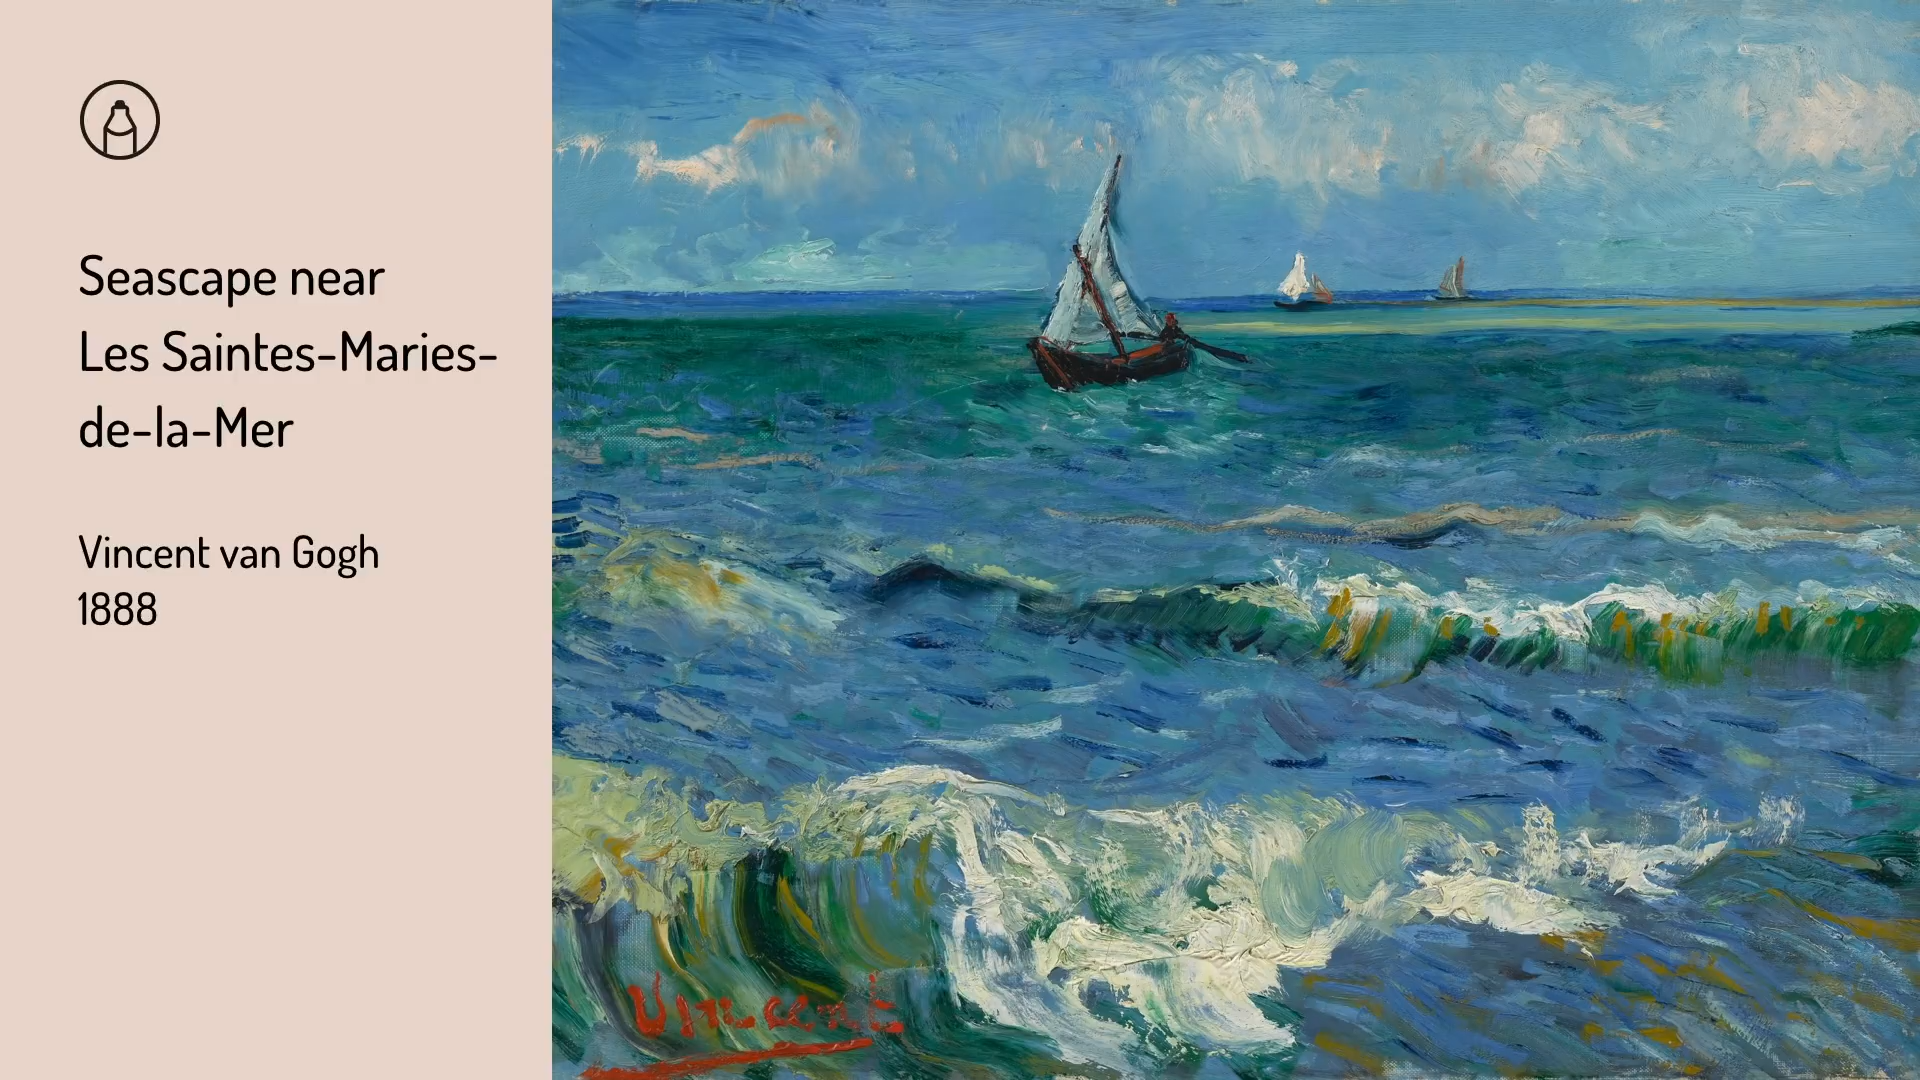 Seascape near
Les Saintes-Maries-
de-la-Mer
Vincent van Gogh
1888
Vincent